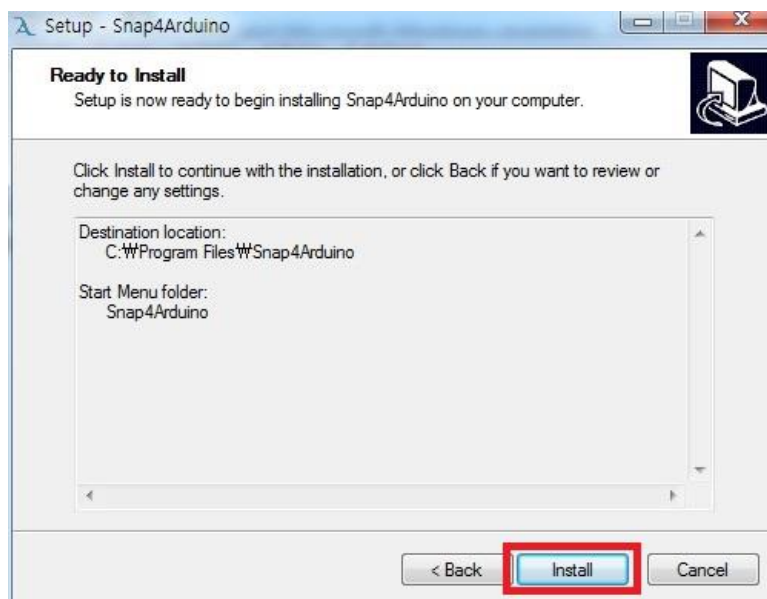 Setup - Snap4Arduino
Ready to Install
Setup is now ready to begin installing Snap4Arduino on your computer.
Click Install to continue with the installation, or click Back if you want to review or
change any settings.
Destination location:
C:₩Program Files₩Snap4Arduino
Start Menu folder:
Snap4Arduino
< Back
Install
Cancel